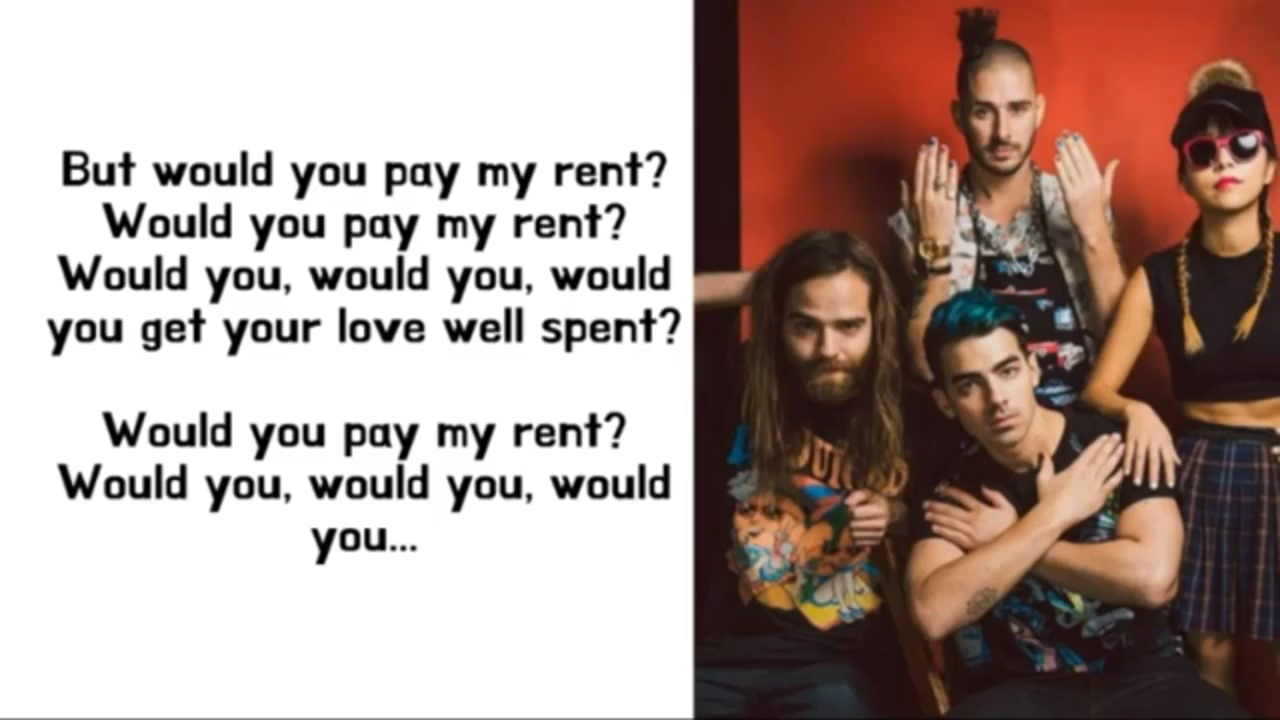 But would you pay my rent?
Would you pay my rent?
Would you, would you, would
you get your love well spent?
Would you pay my rent?
Would you, would you, would
you...